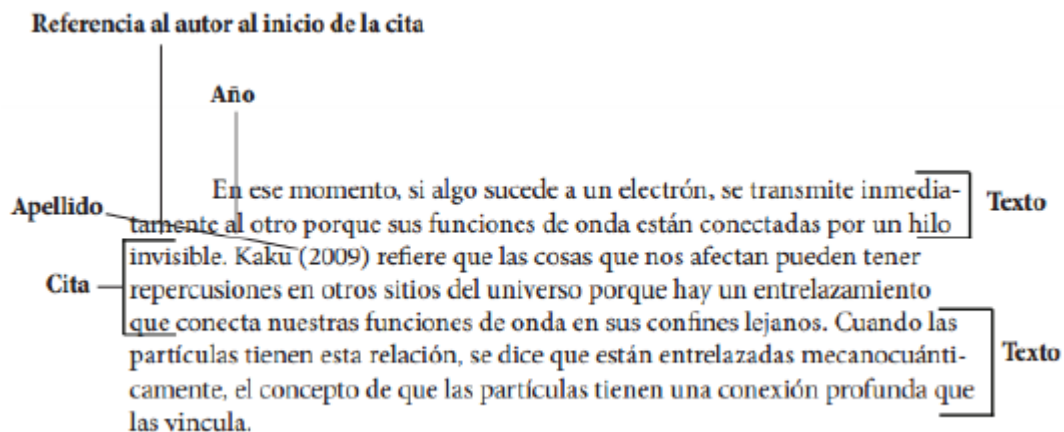 Referencia al autor al inicio de la cita
Año
Apellido
Cita
En ese momento, si algo sucede a un electrón, se transmite inmedia-
tamente al otro porque sus funciones de onda están conectadas por un hilo
invisible. Kaku (2009) refiere que las cosas que nos afectan pueden tener
repercusiones en otros sitios del universo porque hay un entrelazamiento
que conecta nuestras funciones de onda en sus confines lejanos. Cuando las
partículas tienen esta relación, se dice que están entrelazadas mecanocuánti-
camente, el concepto de que las partículas tienen una conexión profunda que
las vincula.
Texto
Texto